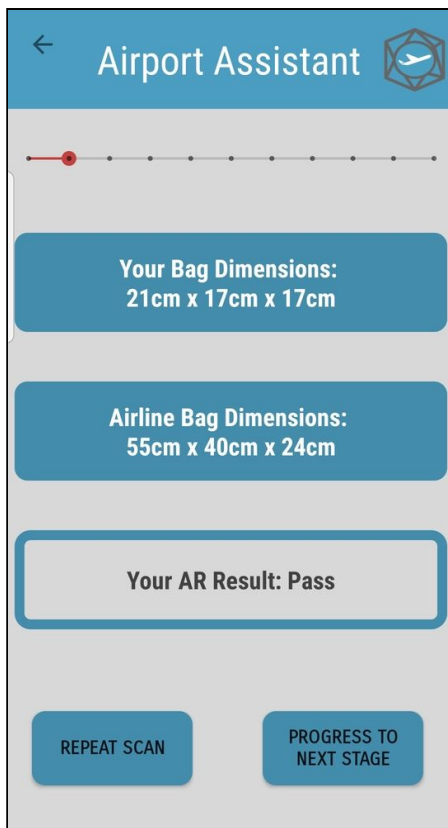 Airport Assistant
Your Bag Dimensions:
21cm x 17cm x 17cm
Airline Bag Dimensions:
55cm x 40cm x 24cm
Your AR Result: Pass
REPEAT SCAN
PROGRESS TO
NEXT STAGE